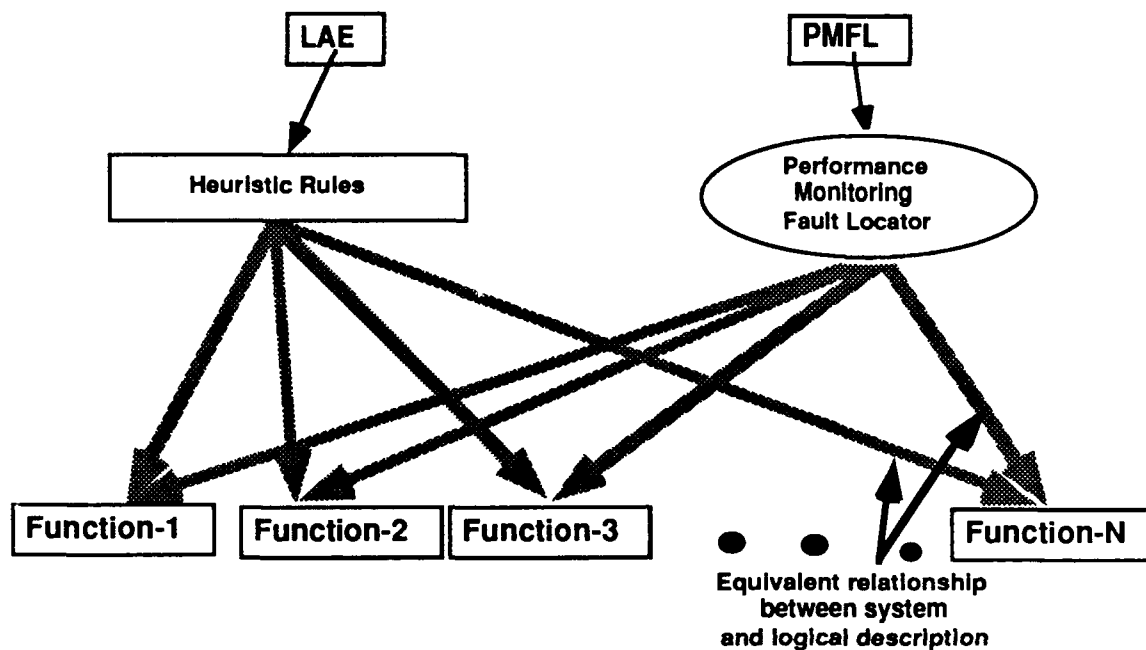 LAE
PMFL
Heuristic Rules
Performance
Monitoring
Fault Locator
Function-1
Function-2
Function-3
Function-N
Equivalent relationship
between system
and logical description